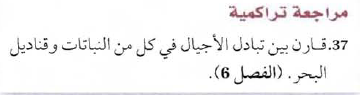 مراجعة تراكمية
37. قارن بين تبادل الأجيال في كل من النباتات وقناديل
البحر. (الفصل 6).